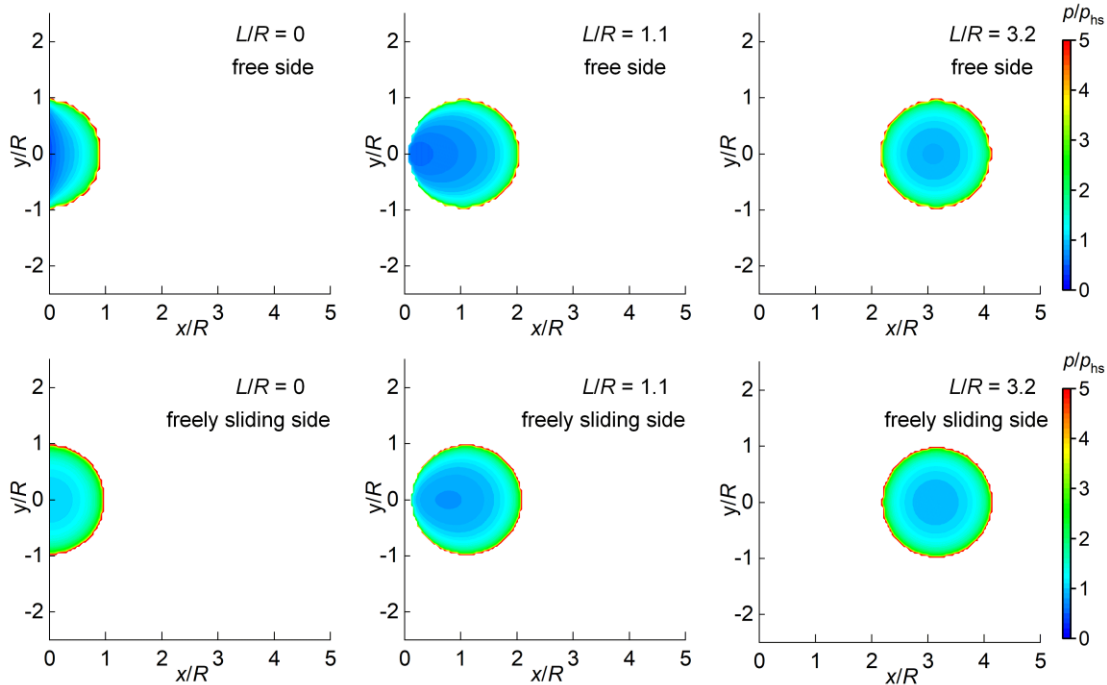 L/R = 0
free side
2
1
0
-1
-2
y/R
0 1 2 3 4 5
x/R
L/R = 1.1
free side
2
1
0
-1
-2
y/R
0 1 2 3 4 5
x/R
L/R = 3.2
free side
2
1
0
-1
-2
y/R
0 1 2 3 4 5
x/R
p/phs
5
4
3
2
1
0
L/R = 0
freely sliding side
2
1
0
-1
-2
y/R
0 1 2 3 4 5
x/R
L/R = 1.1
freely sliding side
2
1
0
-1
-2
y/R
0 1 2 3 4 5
x/R
L/R = 3.2
freely sliding side
2
1
0
-1
-2
y/R
0 1 2 3 4 5
x/R
p/phs
5
4
3
2
1
0